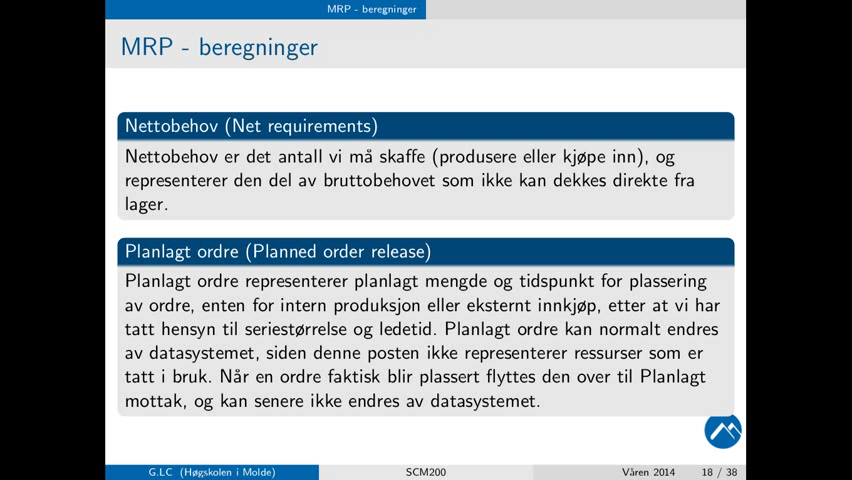 MRP - beregninger
MRP - beregninger
Nettobehov (Net requirements)
Nettobehov er det antall vi må skaffe (produsere eller kjøpe inn), og
representerer den del av bruttobehovet som ikke kan dekkes direkte fra
lager.
Planlagt ordre (Planned order release)
Planlagt ordre representerer planlagt mengde og tidspunkt for plassering
av ordre, enten for intern produksjon eller eksternt innkjøp, etter at vi har
tatt hensyn til seriestørrelse og ledetid. Planlagt ordre kan normalt endres
av datasystemet, siden denne posten ikke representerer ressurser som er
tatt i bruk. Når en ordre faktisk blir plassert flyttes den over til Planlagt
mottak, og kan senere ikke endres av datasystemet.
G.LC (Høgskolen i Molde) SCM200 Våren 2014 18 / 38